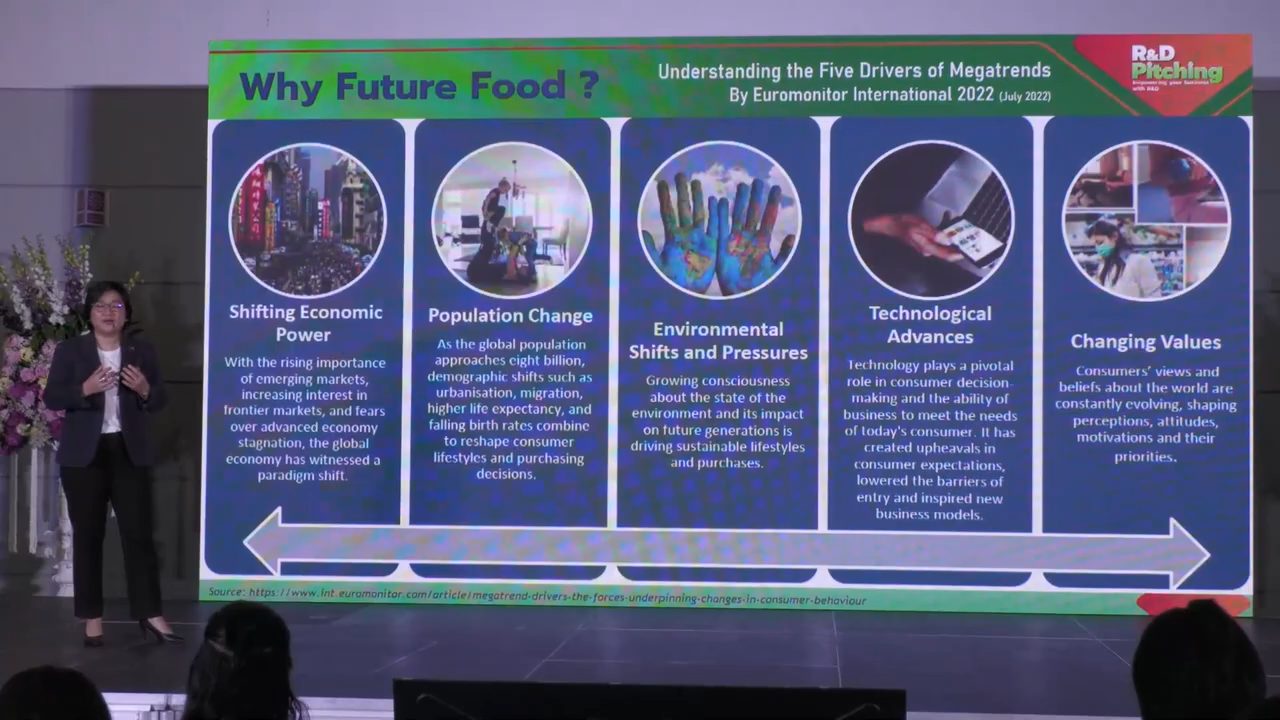 Why Future Food ?
Understanding the Five Drivers of Megatrends
By Euromonitor International 2022 (July 2022)
R&D
Pitching
Empowering your business
with R&D
Shifting Economic
Power
With the rising importance
of emerging markets,
increasing interest in
frontier markets, and fears
over advanced economy
stagnation, the global
economy has witnessed a
paradigm shift.
Population Change
As the global population
approaches eight billion,
demographic shifts such as
urbanisation, migration,
higher life expectancy, and
falling birth rates combine
to reshape consumer
lifestyles and purchasing
decisions.
Environmental
Shifts and Pressures
Growing consciousness
about the state of the
environment and its impact
on future generations is
driving sustainable lifestyles
and purchases.
Technological
Advances
Technology plays a pivotal
role in consumer decision-
making and the ability of
business to meet the needs
of today's consumer. It has
created upheavals in
consumer expectations,
lowered the barriers of
entry and inspired new
business models.
Changing Values
Consumers' views and
beliefs about the world are
constantly evolving, shaping
perceptions, attitudes,
motivations and their
priorities.
Source: https://www.int.euromonitor.com/article/megatrend-drivers-the-forces-underpinning-changes-in-consumer-behaviour